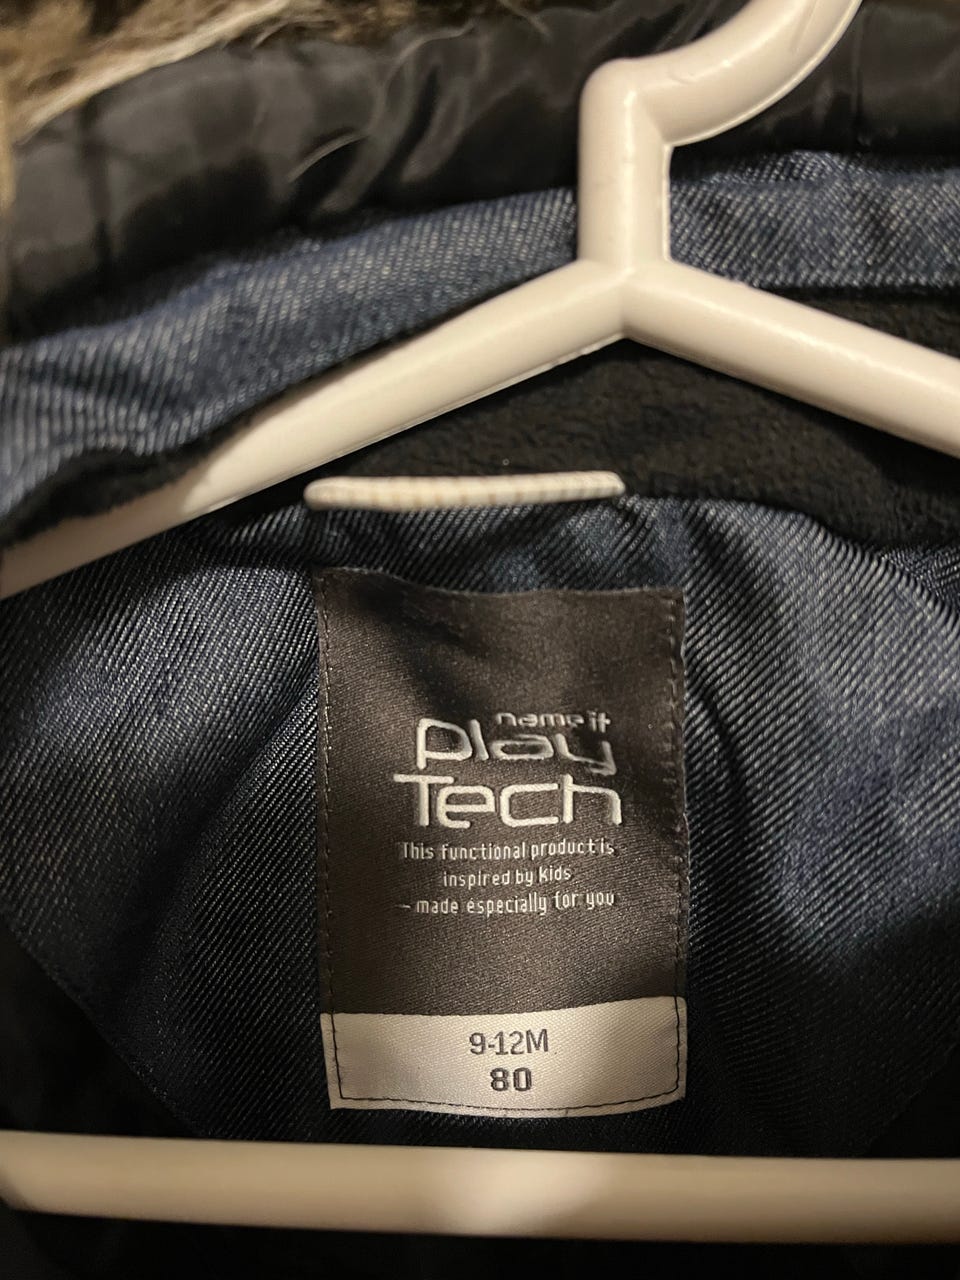 name it
play
Tech
This functional product is
inspired by kids
– made especially for you
9-12M
80